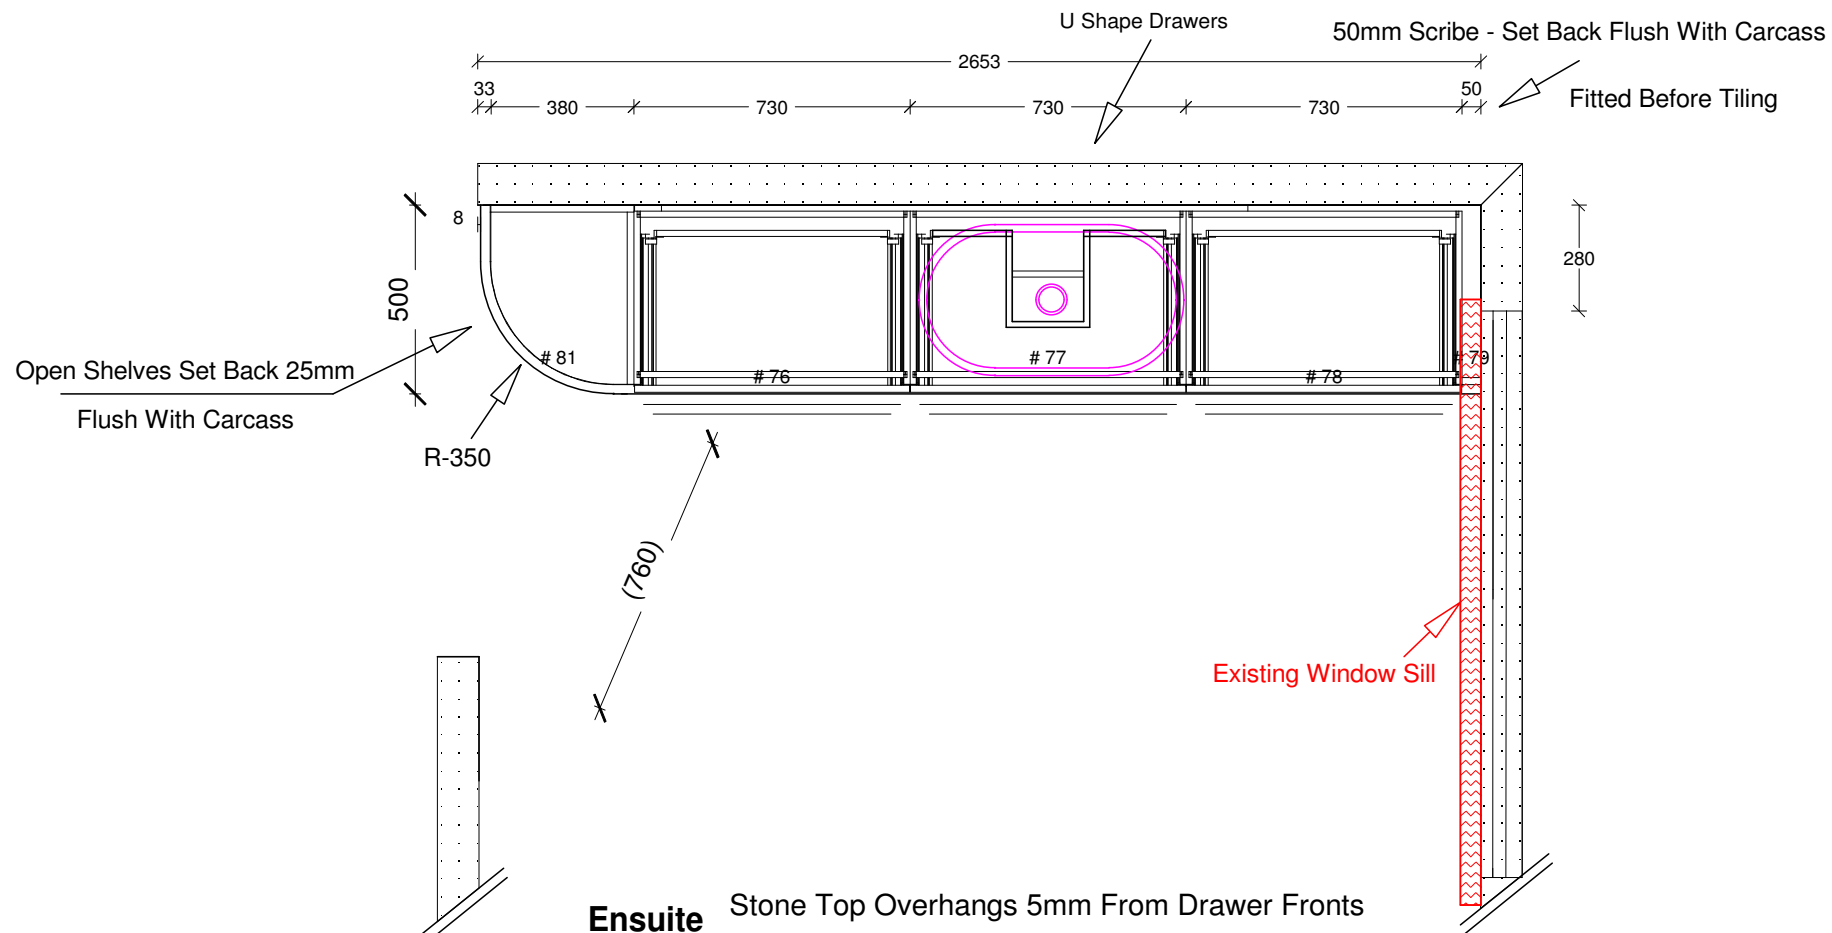 U Shape Drawers
50mm Scribe - Set Back Flush With Carcass
2653
33
380
730
730
730
50
Fitted Before Tiling
8
500
280
Open Shelves Set Back 25mm
Flush With Carcass
# 81
# 76
# 77
# 78
# 79
R-350
(760)
Existing Window Sill
Ensuite
Stone Top Overhangs 5mm From Drawer Fronts